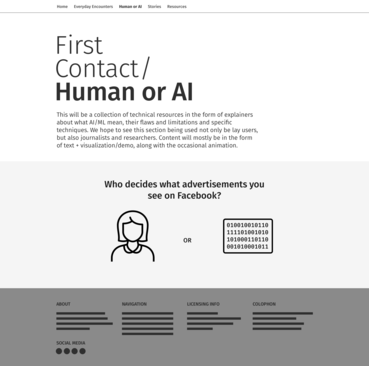 Home Everyday Encounters Human or AI Stories Resources
First
Contact/
Human or AI
This will be a collection of technical resources in the form of explainers
about what AI/ML mean, their flaws and limitations and specific
techniques. We hope to see this section being used not only be lay users,
but also journalists and researchers. Content will mostly be in the form
of text + visualization/demo, along with the occasional animation.
Who decides what advertisements you
see on Facebook?
OR
010010010110
111101001010
101000110110
001010001011
ABOUT NAVIGATION LICENSING INFO COLOPHON
SOCIAL MEDIA